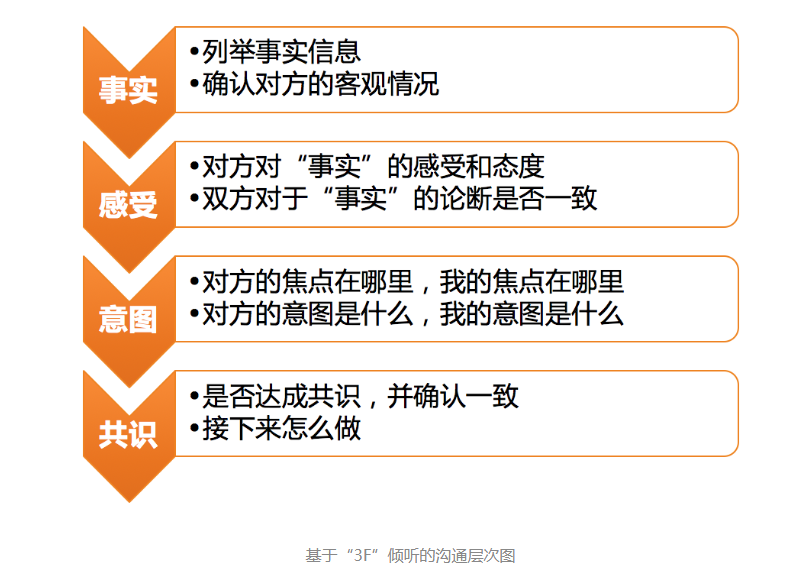 事实
•列举事实信息
•确认对方的客观情况
感受
•对方对“事实”的感受和态度
•双方对于“事实”的论断是否一致
意图
•对方的焦点在哪里，我的焦点在哪里
•对方的意图是什么，我的意图是什么
共识
•是否达成共识，并确认一致
•接下来怎么做
基于“3F”倾听的沟通层次图